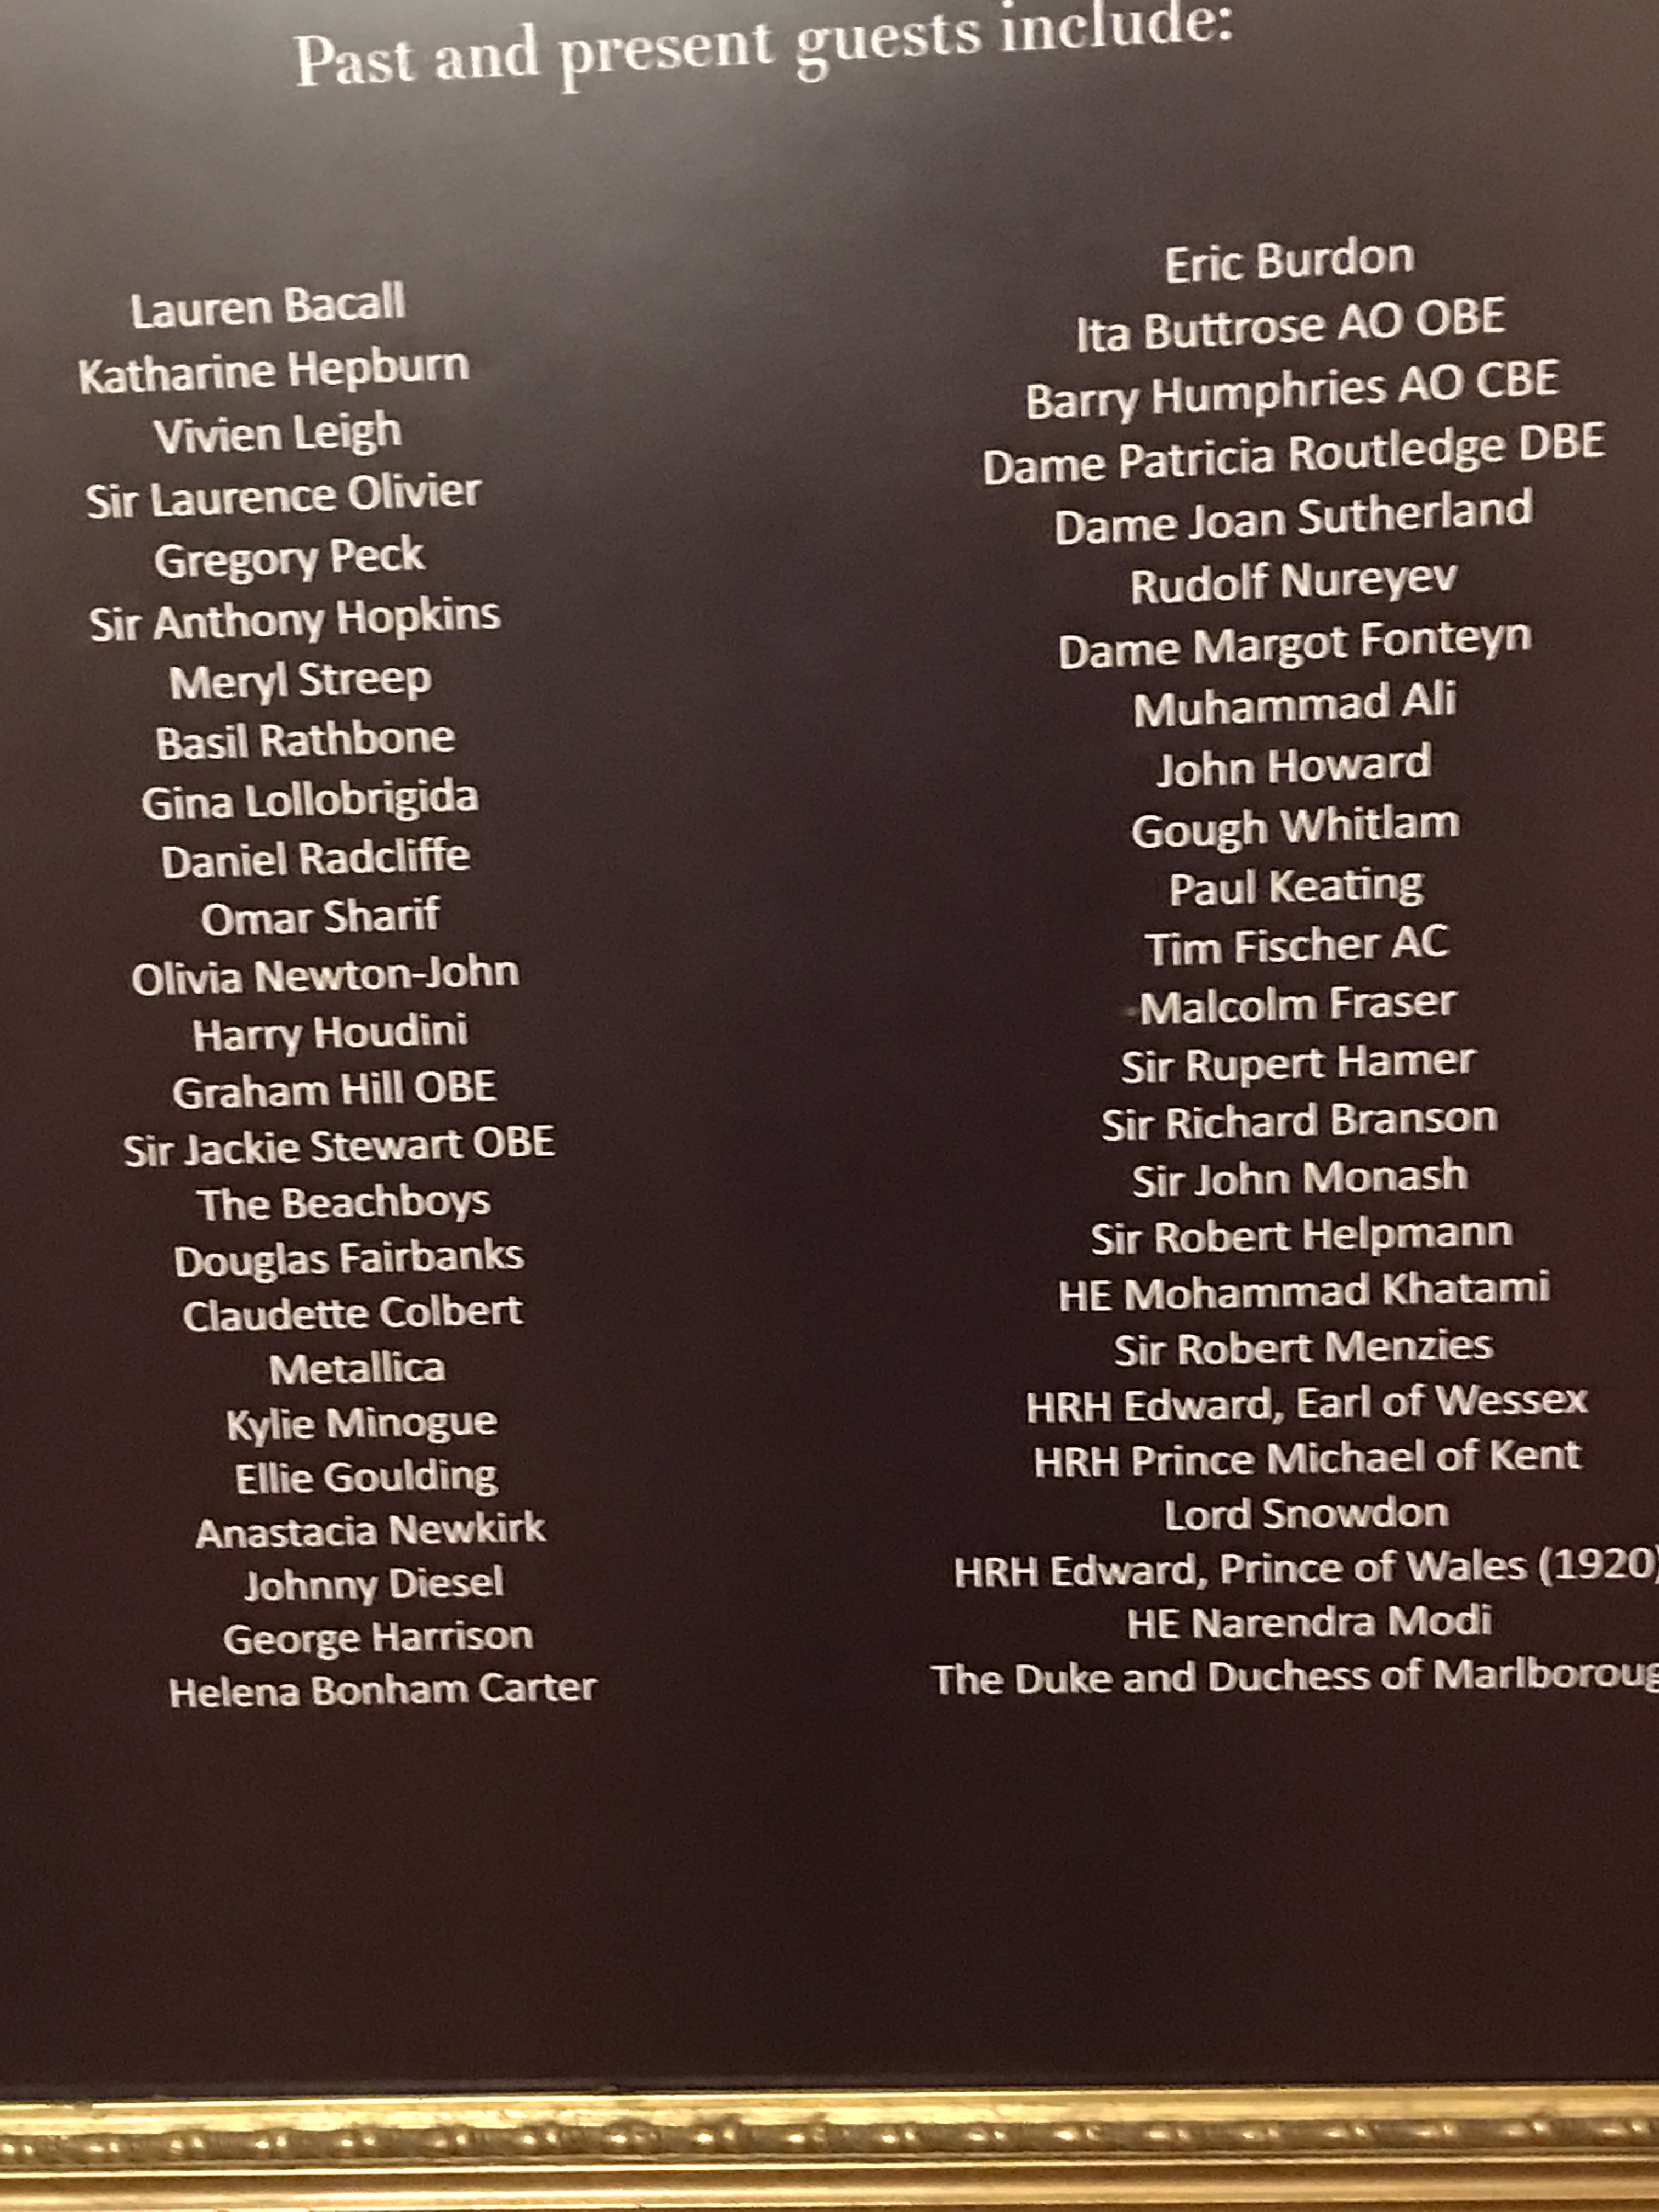 Past and present guests include:
Lauren Bacall
Katharine Hepburn
Vivien Leigh
Sir Laurence Olivier
Gregory Peck
Sir Anthony Hopkins
Meryl Streep
Basil Rathbone
Gina Lollobrigida
Daniel Radcliffe
Omar Sharif
Olivia Newton-John
Harry Houdini
Graham Hill OBE
Sir Jackie Stewart OBE
The Beachboys
Douglas Fairbanks
Claudette Colbert
Metallica
Kylie Minogue
Ellie Goulding
Anastacia Newkirk
Johnny Diesel
George Harrison
Helena Bonham Carter
Eric Burdon
Ita Buttrose AO OBE
Barry Humphries AO CBE
Dame Patricia Routledge DBE
Dame Joan Sutherland
Rudolf Nureyev
Dame Margot Fonteyn
Muhammad Ali
John Howard
Gough Whitlam
Paul Keating
Tim Fischer AC
Malcolm Fraser
Sir Rupert Hamer
Sir Richard Branson
Sir John Monash
Sir Robert Helpmann
HE Mohammad Khatami
Sir Robert Menzies
HRH Edward, Earl of Wessex
HRH Prince Michael of Kent
Lord Snowdon
HRH Edward, Prince of Wales (1920)
HE Narendra Modi
The Duke and Duchess of Marlboroug